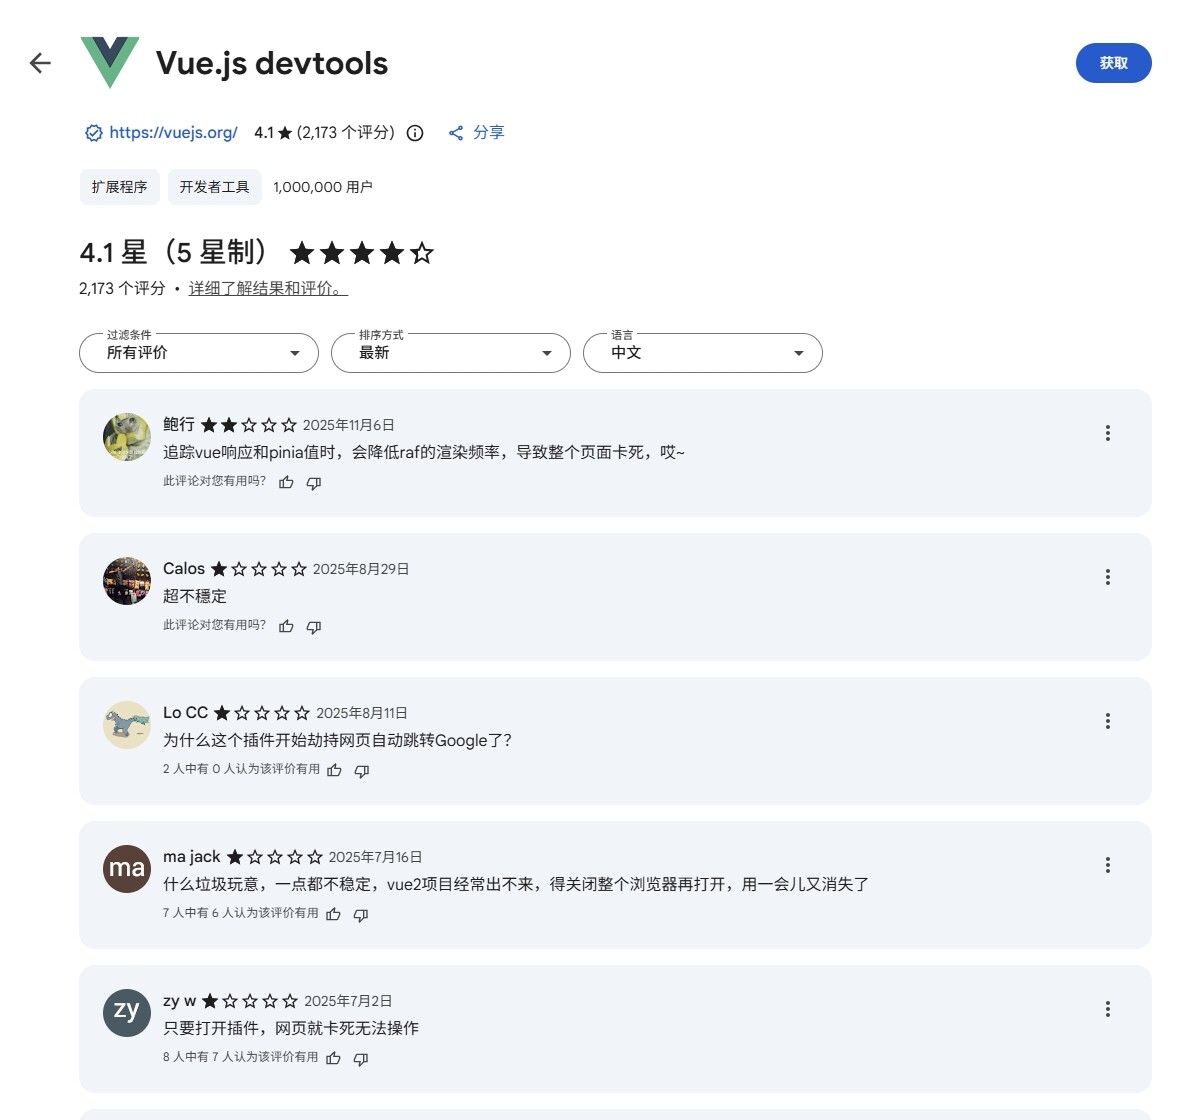 Vue.js devtools
获取
https://vuejs.org/ 4.1 ★ (2,173 个评分) 分享
扩展程序 开发者工具 1,000,000 用户
4.1 星（5 星制）
2,173 个评分 • 详细了解结果和评价。
过滤条件 排序方式 语言
所有评价 最新 中文
鲍行 2025年11月6日
追踪vue响应和pinia值时，会降低raf的渲染频率，导致整个页面卡死，哎~
此评论对您有用吗？
Calos 2025年8月29日
超不穩定
此评论对您有用吗？
Lo CC 2025年8月11日
为什么这个插件开始劫持网页自动跳转Google了？
2 人中有 0 人认为该评价有用
ma
ma jack 2025年7月16日
什么垃圾玩意，一点都不稳定，vue2项目经常出不来，得关闭整个浏览器再打开，用一会儿又消失了
7 人中有 6 人认为该评价有用
zy
zy w 2025年7月2日
只要打开插件，网页就卡死无法操作
8 人中有 7 人认为该评价有用